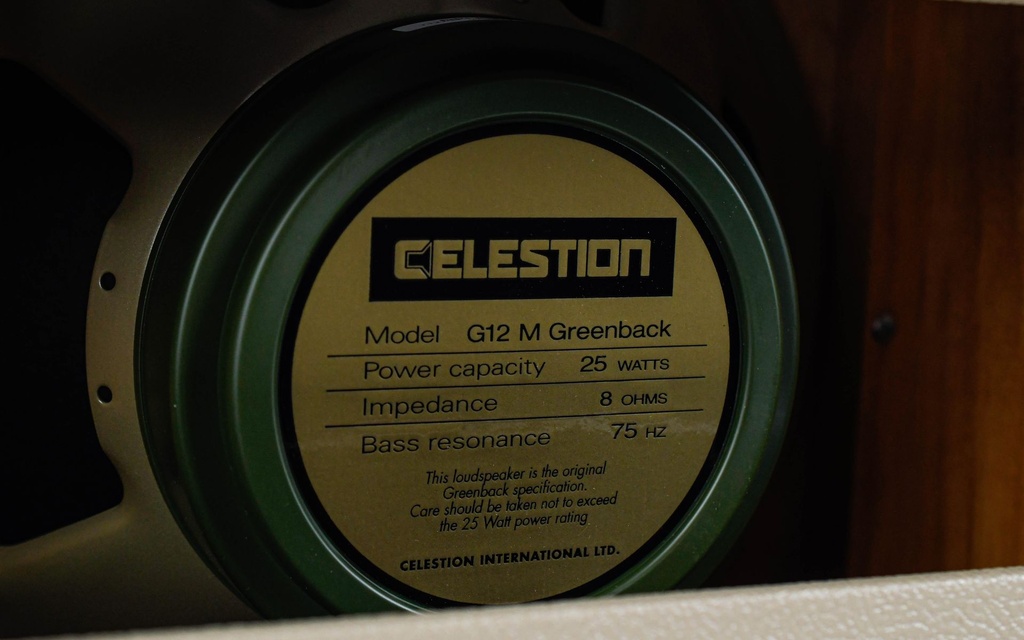 CELESTION
Model G12 M Greenback
Power capacity 25 WATTS
Impedance 8 OHMS
Bass resonance 75 HZ
This loudspeaker is the original
Greenback specification.
Care should be taken not to exceed
the 25 Watt power rating
CELESTION INTERNATIONAL LTD.